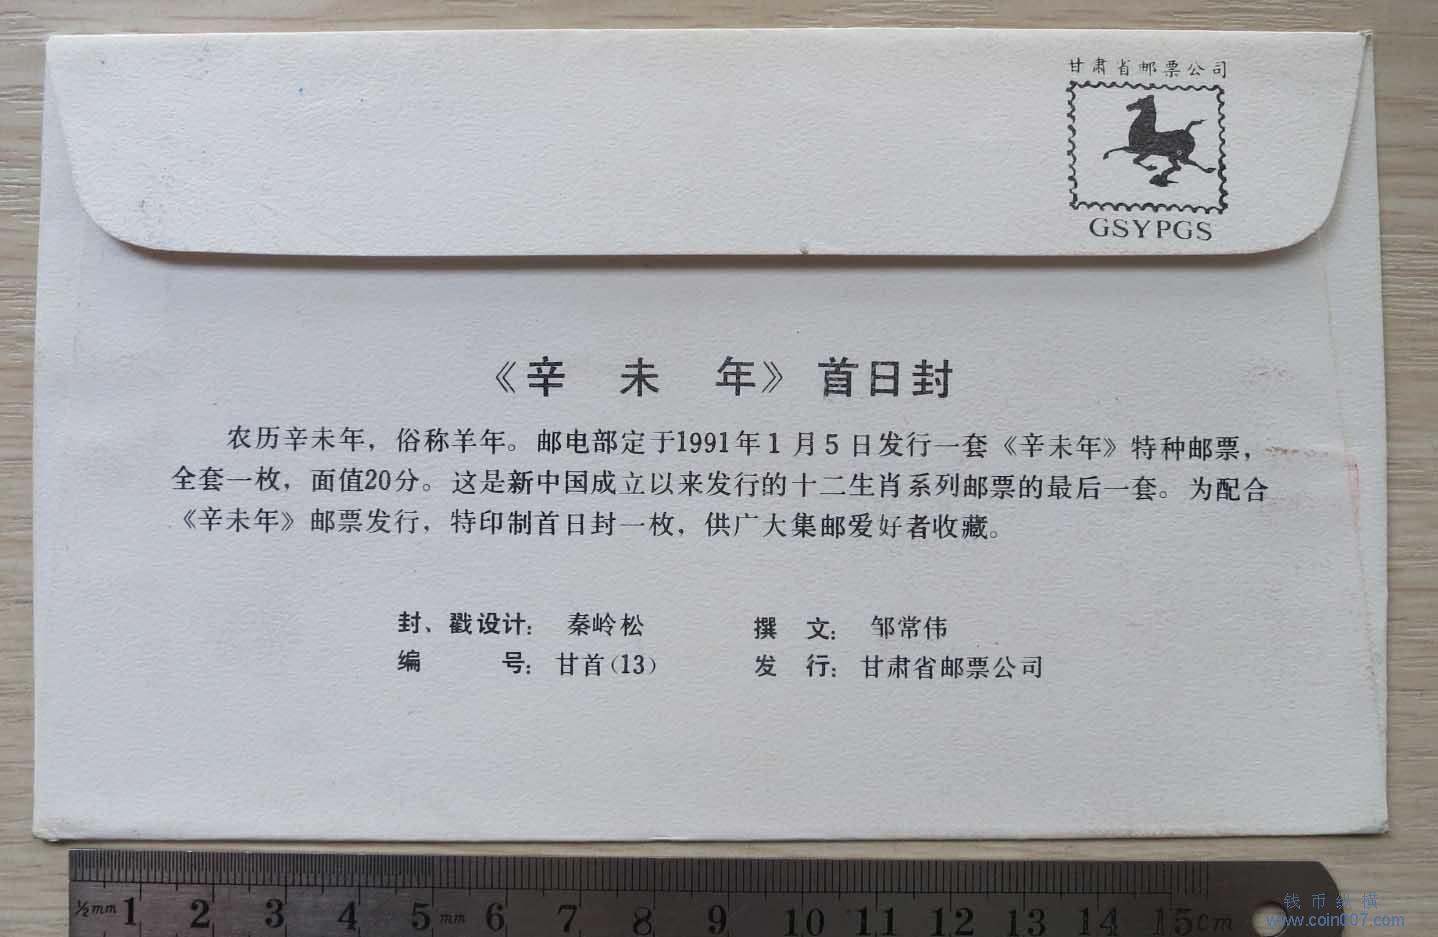 甘肃省邮票公司
GSYPGS
《辛 未 年》首日封
农历辛未年，俗称羊年。邮电部定于1991年1月5日发行一套《辛未年》特种邮票，
全套一枚，面值20分。这是新中国成立以来发行的十二生肖系列邮票的最后一套。为配合
《辛未年》邮票发行，特印制首日封一枚，供广大集邮爱好者收藏。
封、戳设计： 秦岭松 撰 文： 邹常伟
编 号：甘首(13) 发 行：甘肃省邮票公司
½mm 1 2 3 4 5 mm 6 7 8 9 10 11 12 13 14 15cm
钱币纵横
www.coin007.com